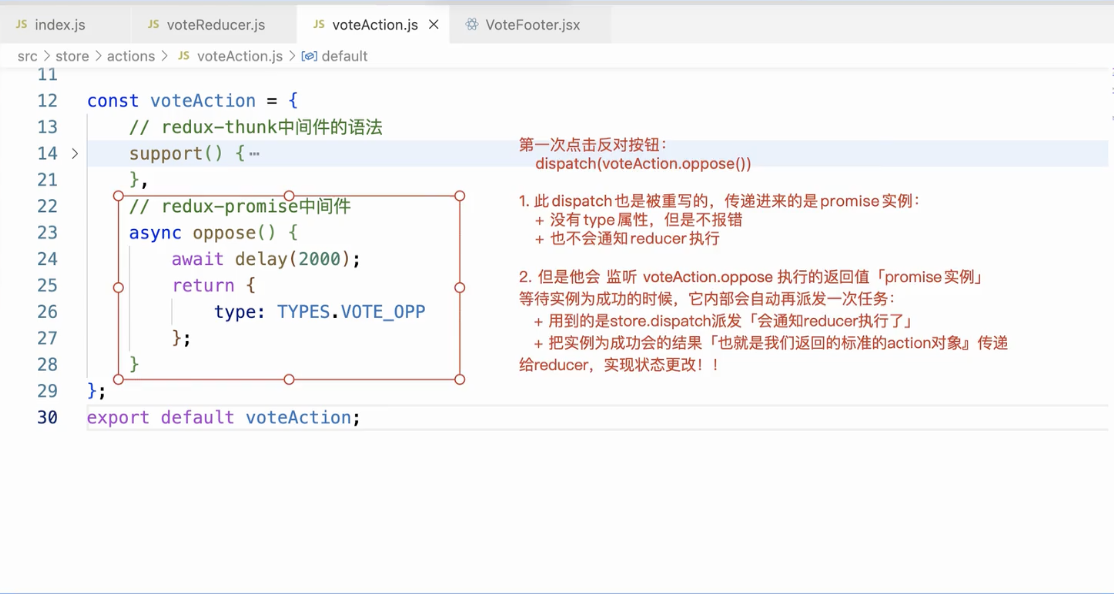 index.js voteReducer.js voteAction.js VoteFooter.jsx
src > store > actions > JS voteAction.js > default
11
12 const voteAction = {
13 // redux-thunk中间件的语法
14 support() {⋯
21 },
22 // redux-promise中间件
23 async oppose() {
24 await delay(2000);
25 return {
26 type: TYPES.VOTE_OPP
27 };
28 }
29 };
30 export default voteAction;
第一次点击反对按钮：
dispatch(voteAction.oppose())
1. 此dispatch也是被重写的，传递进来的是promise实例：
+ 没有type属性，但是不报错
+ 也不会通知reducer执行
2. 但是他会 监听 voteAction.oppose 执行的返回值「promise实例」
等待实例为成功的时候，它内部会自动再派发一次任务：
+ 用到的是store.dispatch派发「会通知reducer执行了」
+ 把实例为成功会的结果「也就是我们返回的标准的action对象』传递
给reducer，实现状态更改！！